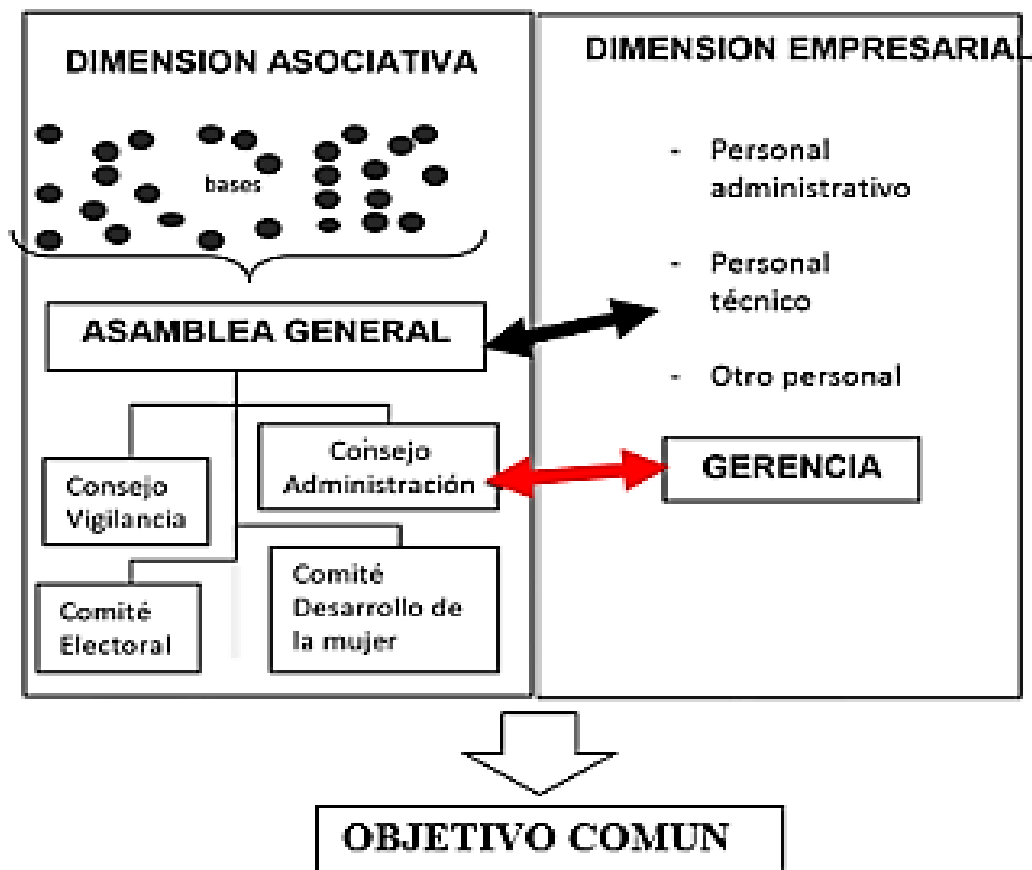 DIMENSION ASOCIATIVA
bases
ASAMBLEA GENERAL
Consejo
Vigilancia
Consejo
Administración
Comité
Electoral
Comité
Desarrollo de
la mujer
DIMENSION EMPRESARIAL
- Personal
administrativo
- Personal
técnico
- Otro personal
GERENCIA
OBJETIVO COMUN